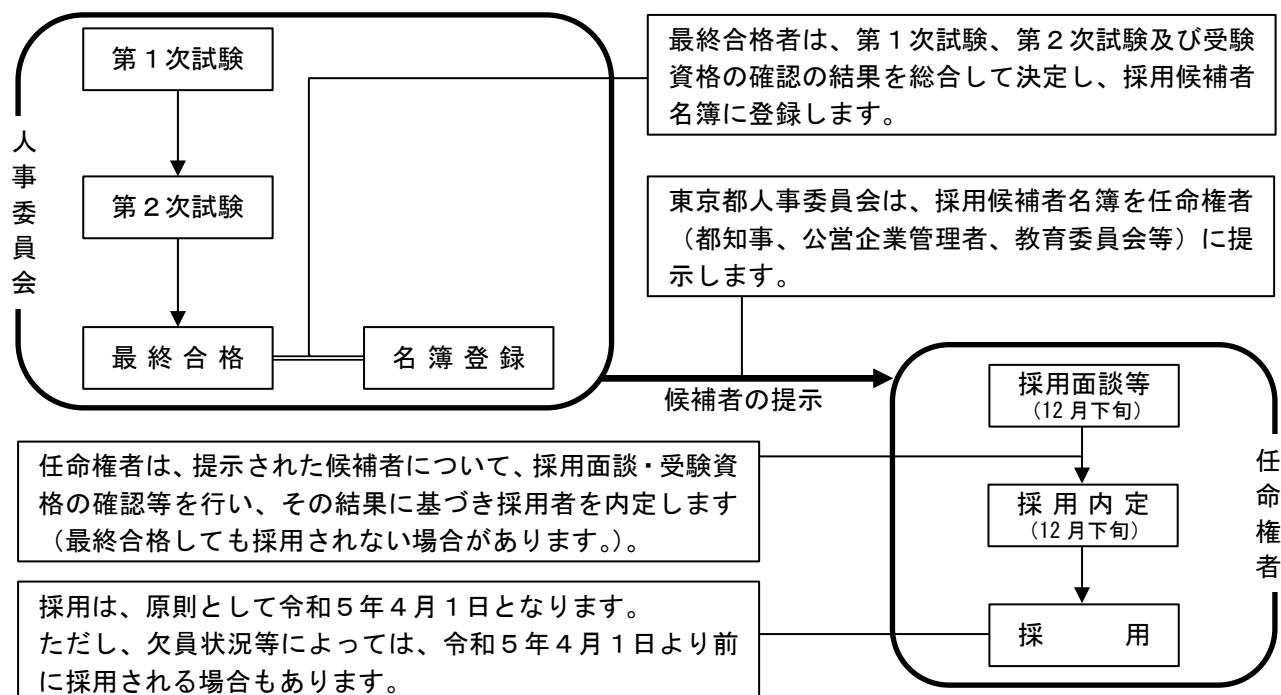 第１次試験
最終合格者は、第１次試験、第２次試験及び受験
資格の確認の結果を総合して決定し、採用候補者
名簿に登録します。
人事委員会
第２次試験
東京都人事委員会は、採用候補者名簿を任命権者
（都知事、公営企業管理者、教育委員会等）に提
示します。
最終合格
名簿登録
候補者の提示
採用面談等
（12月下旬）
任命権者は、提示された候補者について、採用面談・受験資
格の確認等を行い、その結果に基づき採用者を内定します
（最終合格しても採用されない場合があります。）。
採用内定
（12月下旬）
任命権者
採用は、原則として令和５年４月１日となります。
ただし、欠員状況等によっては、令和５年４月１日より前
に採用される場合もあります。
採　　用